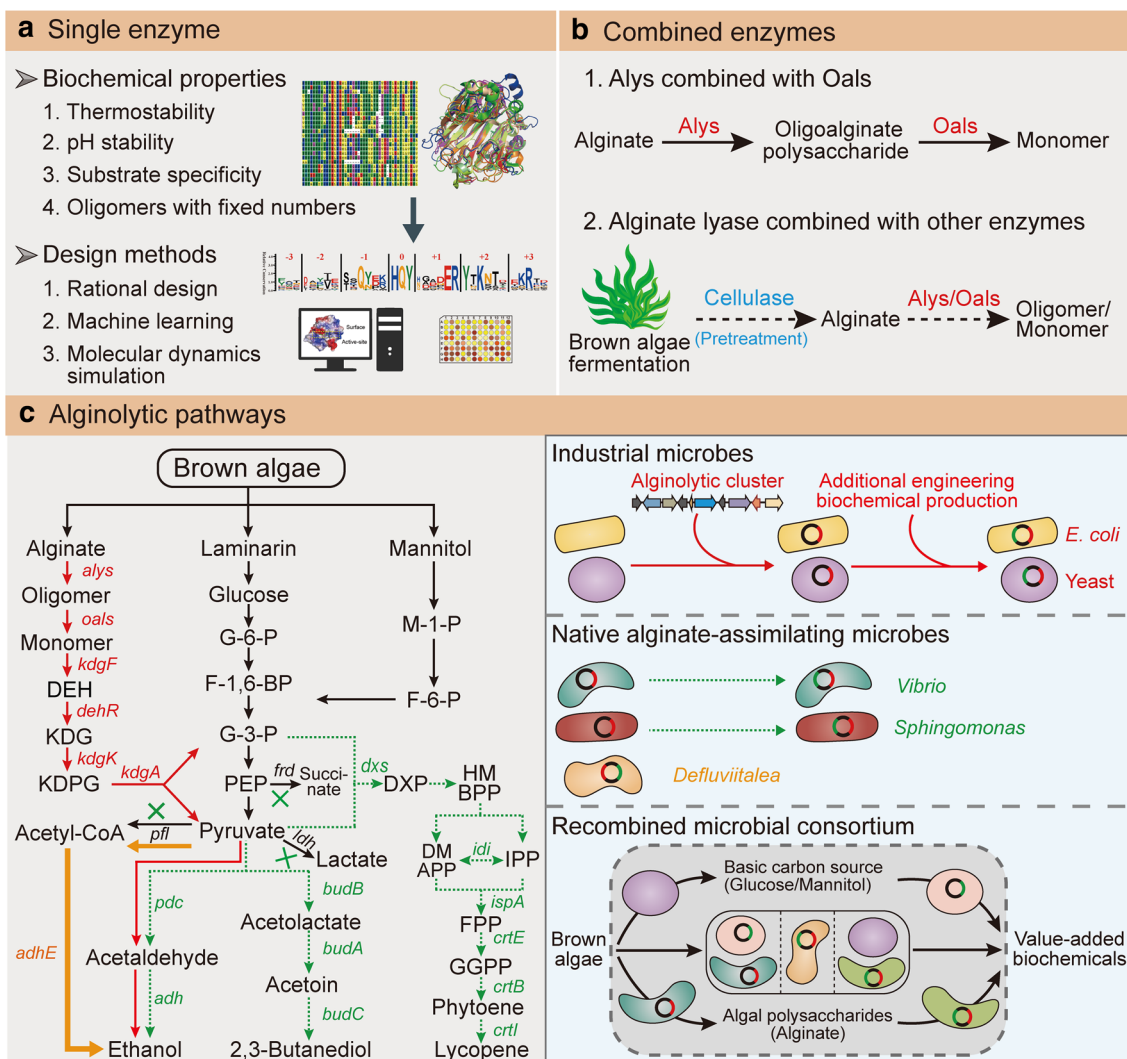 a Single enzyme
Biochemical properties
1. Thermostability
2. pH stability
3. Substrate specificity
4. Oligomers with fixed numbers
Design methods
1. Rational design
2. Machine learning
3. Molecular dynamics
simulation
-3 -2 -1 0 +1 +2 +3
HQY
Surface
Active-site
b Combined enzymes
1. Alys combined with Oals
Alginate
Alys
Oligoalginate
polysaccharide
Oals
Monomer
2. Alginate lyase combined with other enzymes
Brown algae
fermentation
Cellulase
(Pretreatment)
Alginate
Alys/Oals
Oligomer/
Monomer
c Alginolytic pathways
Brown algae
Alginate
Laminarin
Mannitol
alys
Oligomer
Glucose
oals
Monomer
G-6-P
M-1-P
kdgF
DEH
F-1,6-BP
F-6-P
dehR
KDG
G-3-P
kdgK
KDPG
kdgA
PEP
frd
Succi-
nate
dxs
DXP
HM
BPP
Acetyl-CoA
pfl
Pyruvate
ldh
Lactate
DM
APP
idi
IPP
pdc
budB
ispA
Acetolactate
FPP
adhE
Acetaldehyde
budA
crtE
GGPP
adh
Acetoin
crtB
Phytoene
budC
crtI
Ethanol
2,3-Butanediol
Lycopene
Industrial microbes
Alginolytic cluster
Additional engineering
biochemical production
E. coli
Yeast
Native alginate-assimilating microbes
Vibrio
Sphingomonas
Defluviitalea
Recombined microbial consortium
Basic carbon source
(Glucose/Mannitol)
Brown
algae
Value-added
biochemicals
Algal polysaccharides
(Alginate)